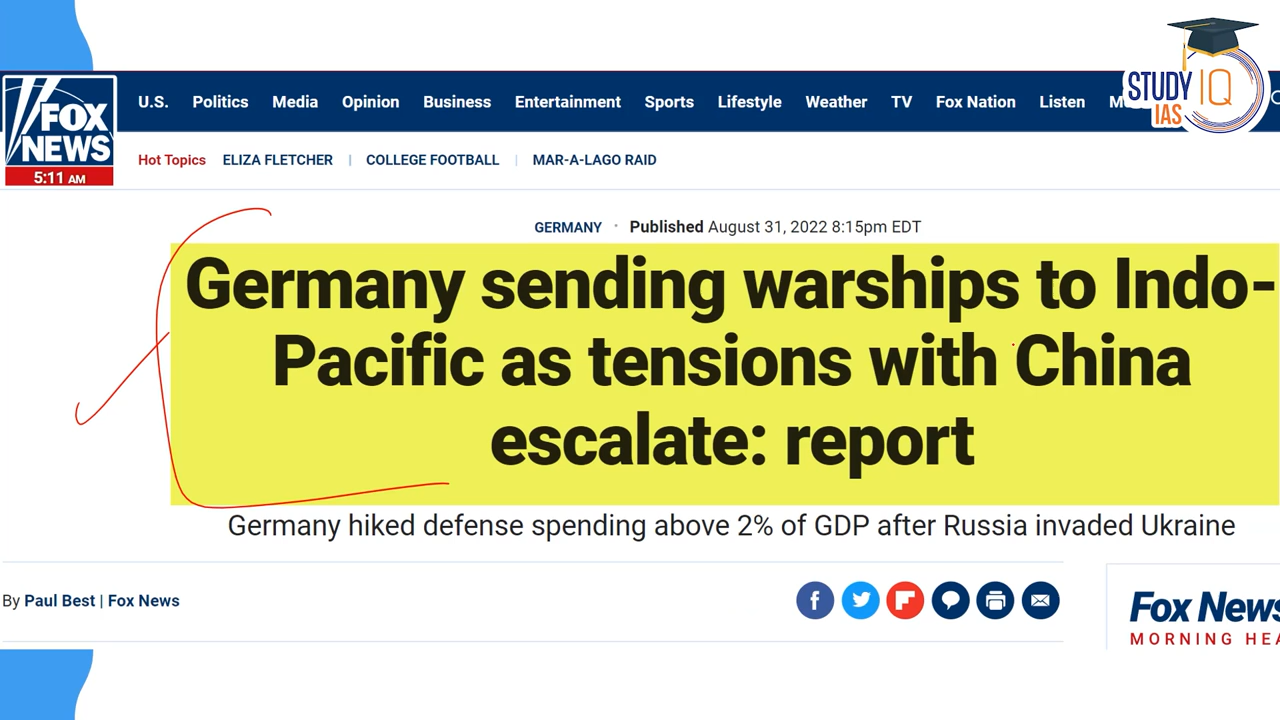 STUDY IQ
IAS
FOX
NEWS
5:11 AM
U.S. Politics Media Opinion Business Entertainment Sports Lifestyle Weather TV Fox Nation Listen
Hot Topics ELIZA FLETCHER | COLLEGE FOOTBALL | MAR-A-LAGO RAID
GERMANY · Published August 31, 2022 8:15pm EDT
Germany sending warships to Indo-
Pacific as tensions with China
escalate: report
Germany hiked defense spending above 2% of GDP after Russia invaded Ukraine
By Paul Best | Fox News
Fox News
MORNING